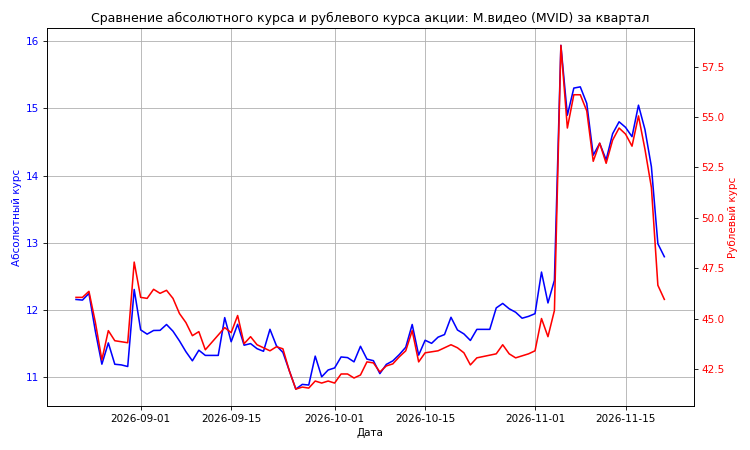 Сравнение абсолютного курса и рублевого курса акции: М.видео (MVID) за квартал
16
15
14
13
12
11
Абсолютный курс
57.5
55.0
52.5
50.0
47.5
45.0
42.5
Рублевый курс
2026-09-01 2026-09-15 2026-10-01 2026-10-15 2026-11-01 2026-11-15
Дата